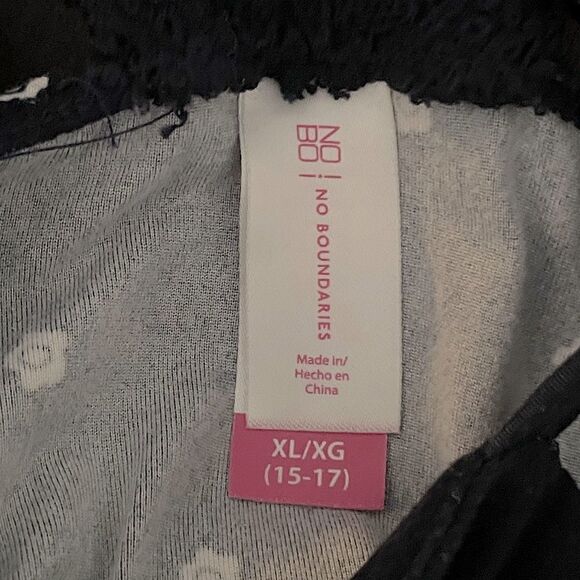 NO
BO
NO BOUNDARIES
Made in/
Hecho en
China
XL/XG
(15-17)